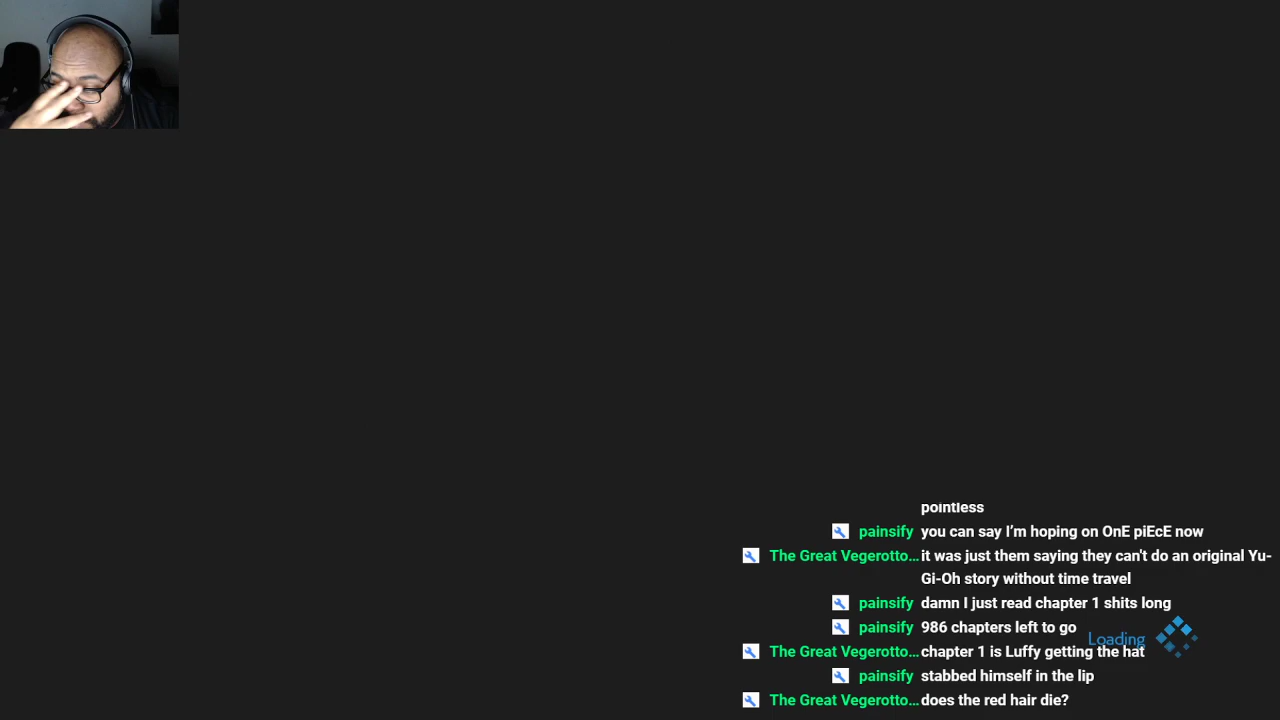 pointless
painsify you can say I’m hoping on OnE piEcE now
The Great Vegerotto... it was just them saying they can't do an original Yu-
Gi-Oh story without time travel
painsify damn I just read chapter 1 shits long
painsify 986 chapters left to go
Loading
The Great Vegerotto... chapter 1 is Luffy getting the hat
painsify stabbed himself in the lip
The Great Vegerotto... does the red hair die?